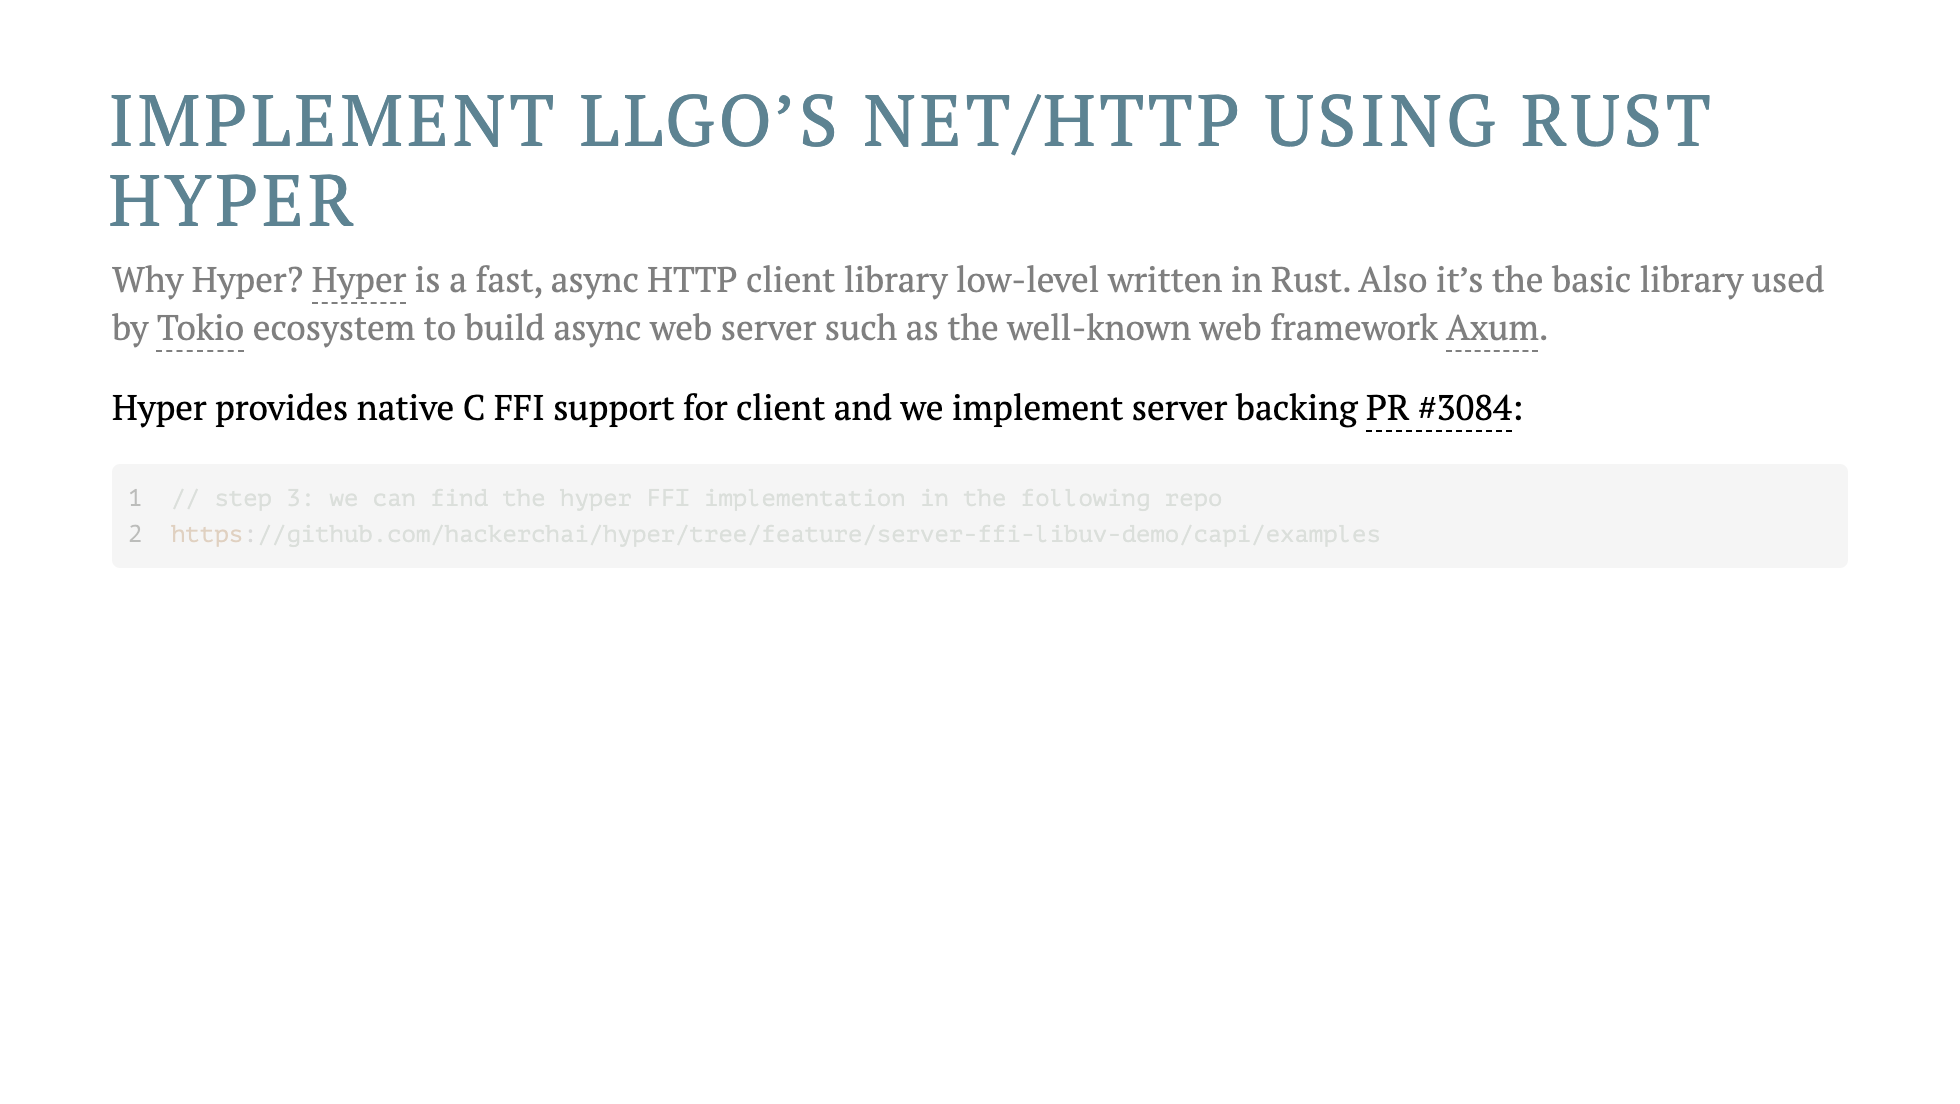 IMPLEMENT LLGO’S NET/HTTP USING RUST
HYPER
Why Hyper? Hyper is a fast, async HTTP client library low-level written in Rust. Also it’s the basic library used
by Tokio ecosystem to build async web server such as the well-known web framework Axum.
Hyper provides native C FFI support for client and we implement server backing PR #3084:
1 // step 3: we can find the hyper FFI implementation in the following repo
2 https://github.com/hackerchai/hyper/tree/feature/server-ffi-libuv-demo/capi/examples